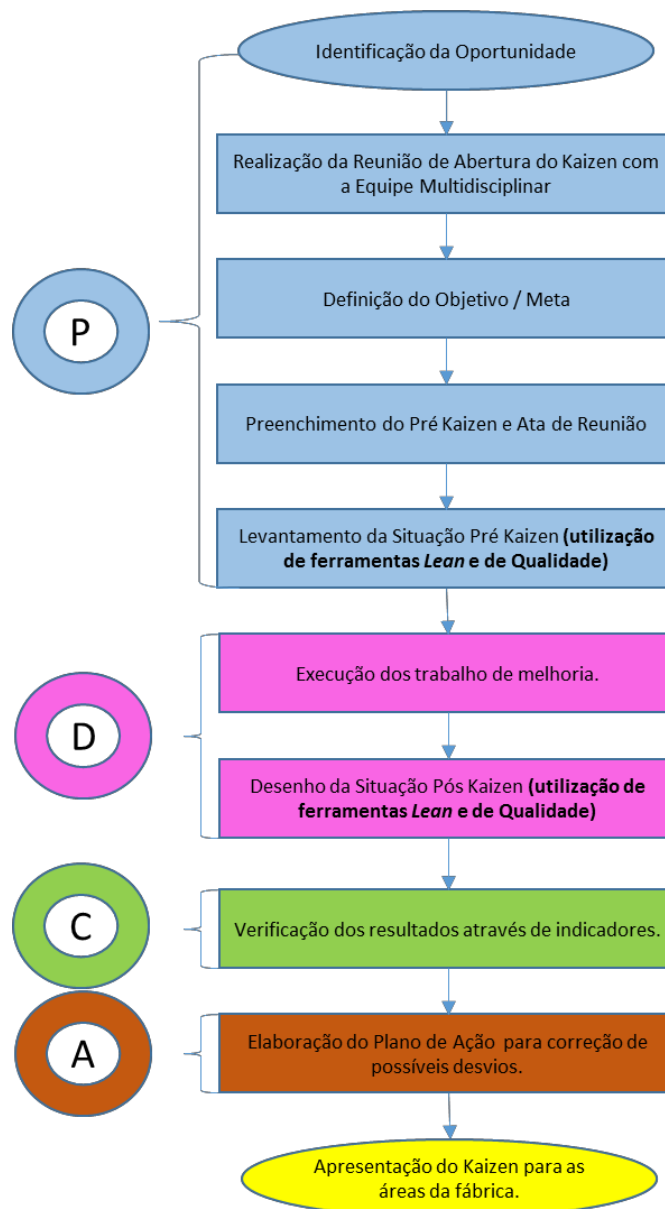 Identificação da Oportunidade
Realização da Reunião de Abertura do Kaizen com
a Equipe Multidisciplinar
Definição do Objetivo / Meta
P
Preenchimento do Pré Kaizen e Ata de Reunião
Levantamento da Situação Pré Kaizen (utilização
de ferramentas Lean e de Qualidade)
Execução dos trabalho de melhoria.
D
Desenho da Situação Pós Kaizen (utilização de
ferramentas Lean e de Qualidade)
C
Verificação dos resultados através de indicadores.
A
Elaboração do Plano de Ação para correção de
possíveis desvios.
Apresentação do Kaizen para as
áreas da fábrica.